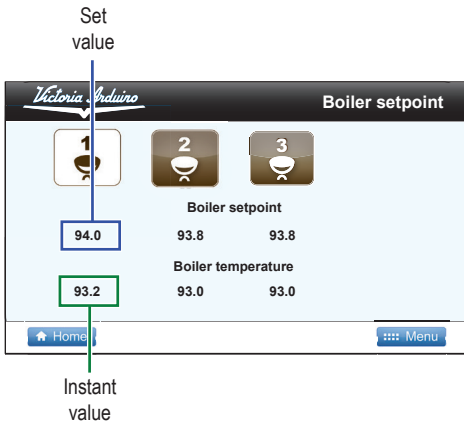 Set
value
Victoria Arduino
Boiler setpoint
1 2 3
Boiler setpoint
94.0 93.8 93.8
Boiler temperature
93.2 93.0 93.0
Home Menu
Instant
value